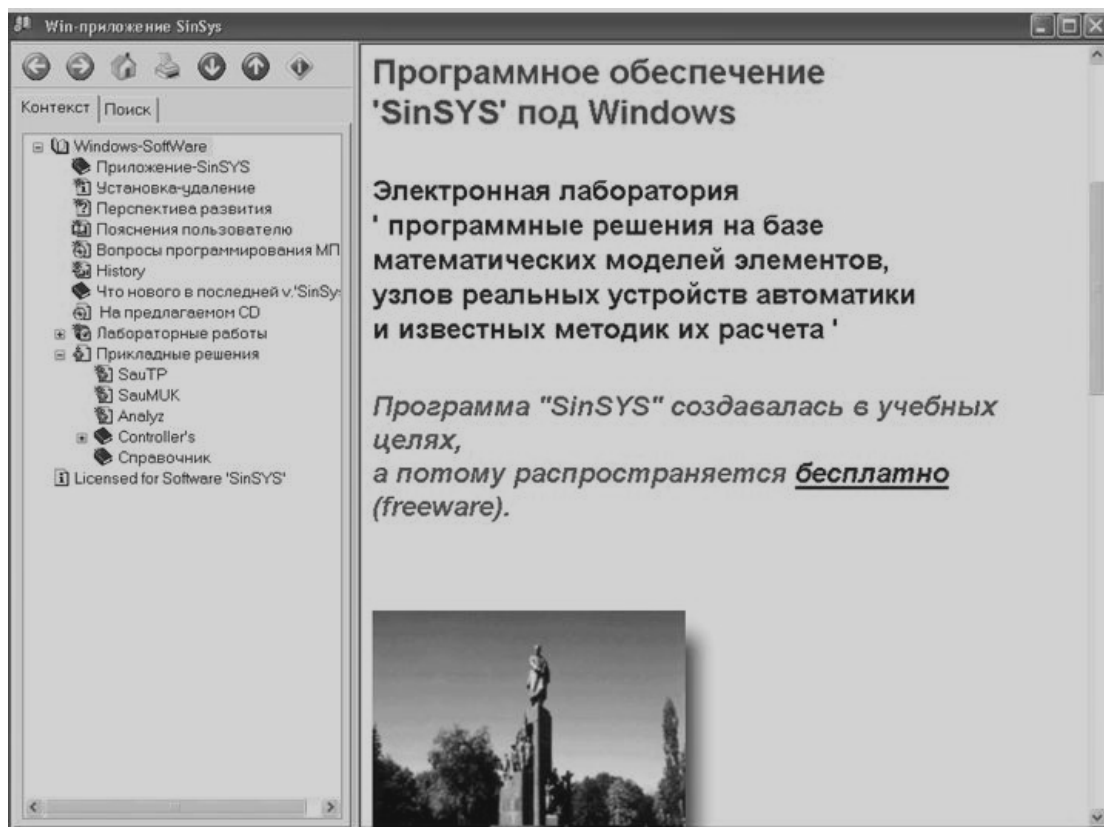 Win-приложение SinSys
Контекст Поиск
Windows-SoftWare
Приложение-SinSYS
Установка-удаление
Перспектива развития
Пояснения пользователю
Вопросы программирования МП
History
Что нового в последней v.'SinSy
На предлагаемом CD
Лабораторные работы
Прикладные решения
SauTP
SauMUK
Analyz
Controller's
Справочник
Licensed for Software 'SinSYS'
Программное обеспечение
'SinSYS' под Windows
Электронная лаборатория
' программные решения на базе
математических моделей элементов,
узлов реальных устройств автоматики
и известных методик их расчета '
Программа "SinSYS" создавалась в учебных
целях,
а потому распространяется бесплатно
(freeware).